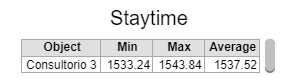 Staytime
Object Min Max Average
Consultorio 3 1533.24 1543.84 1537.52